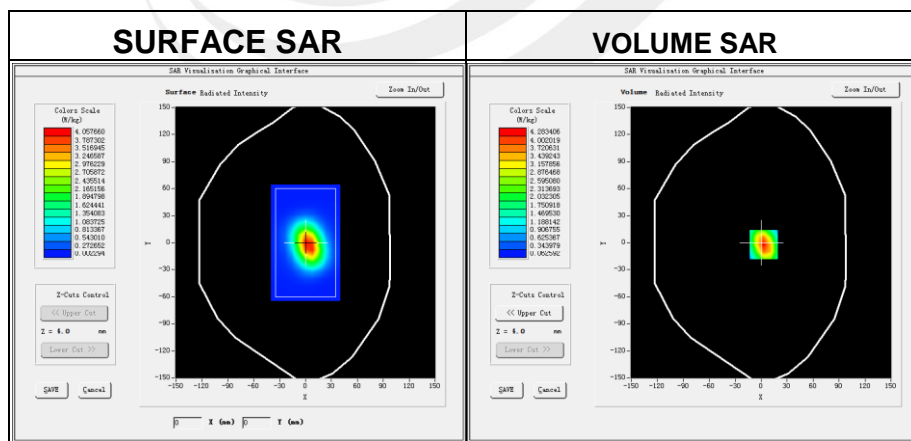 SURFACE SAR
VOLUME SAR
SAR Visualisation Graphical Interface
Surface Radiated Intensity
Zoom In/Out
Colors Scale
(W/kg)
4.057660
3.787302
3.516945
3.246587
2.976229
2.705872
2.435514
2.165156
1.894798
1.624441
1.354083
1.083725
0.813367
0.543010
0.272652
0.002294
150
120
90
60
30
0
-30
-60
-90
-120
-150
Y
-150 -120 -90 -60 -30 0 30 60 90 120 150
X
Z-Cuts Control
<< Upper Cut
Z = 4.0 mm
Lower Cut >>
SAVE Cancel
0 X (mm) 0 Y (mm)
SAR Visualisation Graphical Interface
Volume Radiated Intensity
Zoom In/Out
Colors Scale
(W/kg)
4.283406
4.002019
3.720631
3.439243
3.157856
2.876468
2.595080
2.313693
2.032305
1.750918
1.469530
1.188142
0.906755
0.625367
0.343979
0.062592
150
120
90
60
30
0
-30
-60
-90
-120
-150
Y
-150 -120 -90 -60 -30 0 30 60 90 120 150
X
Z-Cuts Control
<< Upper Cut
Z = 4.0 mm
Lower Cut >>
SAVE Cancel